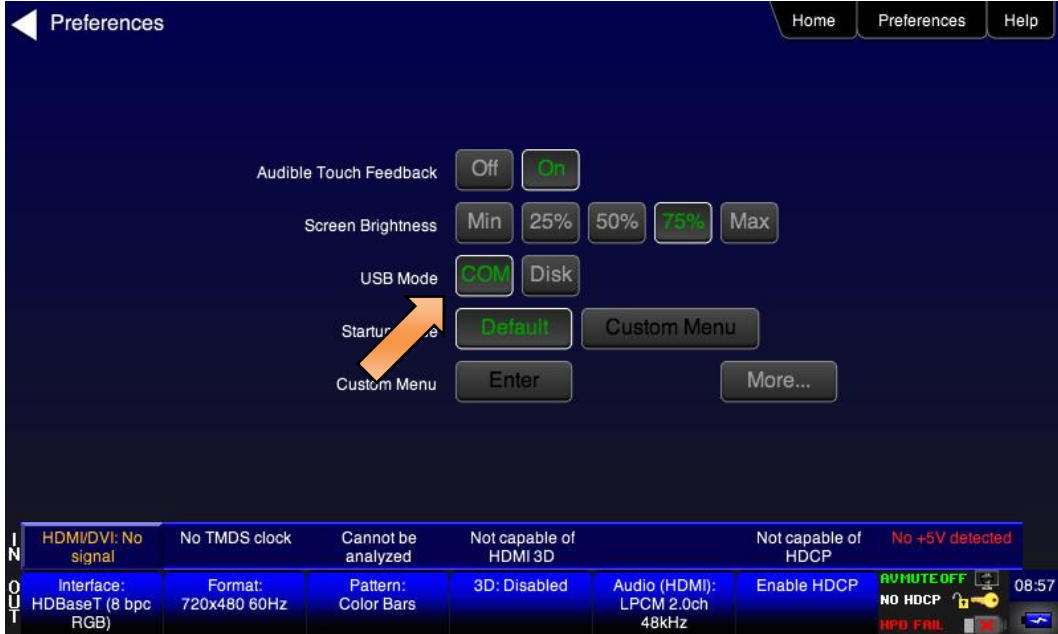 Preferences
Home Preferences Help
Audible Touch Feedback Off On
Screen Brightness Min 25% 50% 75% Max
USB Mode COM Disk
Default Custom Menu
Custom Menu Enter More...
IN
HDMI/DVI: No signal
No TMDS clock
Cannot be analyzed
Not capable of HDMI 3D
Not capable of HDCP
No +5V detected
OUT
Interface: HDBaseT (8 bpc RGB)
Format: 720x480 60Hz
Pattern: Color Bars
3D: Disabled
Audio (HDMI): LPCM 2.0ch 48kHz
Enable HDCP
AVMUTE OFF
NO HDCP
HPD FAIL
08:57